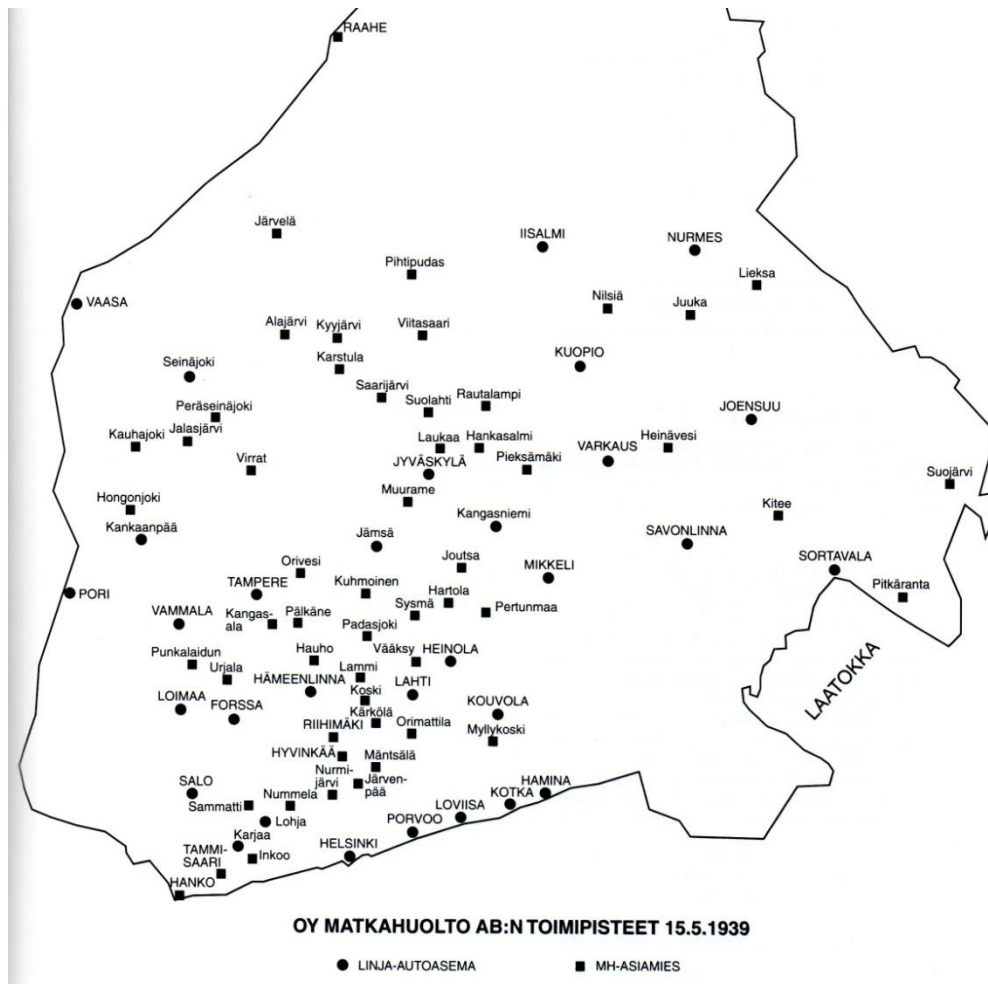 RAAHE
Järvelä
IISALMI
NURMES
Pihtipudas
Lieksa
VAASA
Nilsiä
Juuka
Alajärvi
Kyyjärvi
Viitasaari
Karstula
KUOPIO
Seinäjoki
Saarijärvi
Suolahti
Rautalampi
Peräseinäjoki
JOENSUU
Jalasjärvi
Kauhajoki
Laukaa
Hankasalmi
Heinävesi
VARKAUS
Virrat
JYVÄSKYLÄ
Pieksämäki
Suojärvi
Muurame
Hongonjoki
Kitee
Kankaanpää
Kangasniemi
Jämsä
SAVONLINNA
Orivesi
Joutsa
MIKKELI
SORTAVALA
TAMPERE
Kuhmoinen
Pitkäranta
PORI
Hartola
VAMMALA
Kangas-
ala
Pälkäne
Sysmä
Pertunmaa
Padasjoki
Punkalaidun
Hauho
Vääksy
HEINOLA
Urjala
Lammi
HÄMEENLINNA
LAHTI
LOIMAA
Koski
FORSSA
KOUVOLA
Kärkölä
RIIHIMÄKI
Orimattila
Myllykoski
LAATOKKA
HYVINKÄÄ
Mäntsälä
Nurmi-
järvi
Järven-
pää
SALO
HAMINA
Sammatti
Nummela
KOTKA
LOVIISA
Lohja
PORVOO
Karjaa
HELSINKI
TAMMI-
SAARI
Inkoo
HANKO
OY MATKAHUOLTO AB:N TOIMIPISTEET 15.5.1939
LINJA-AUTOASEMA
MH-ASIAMIES